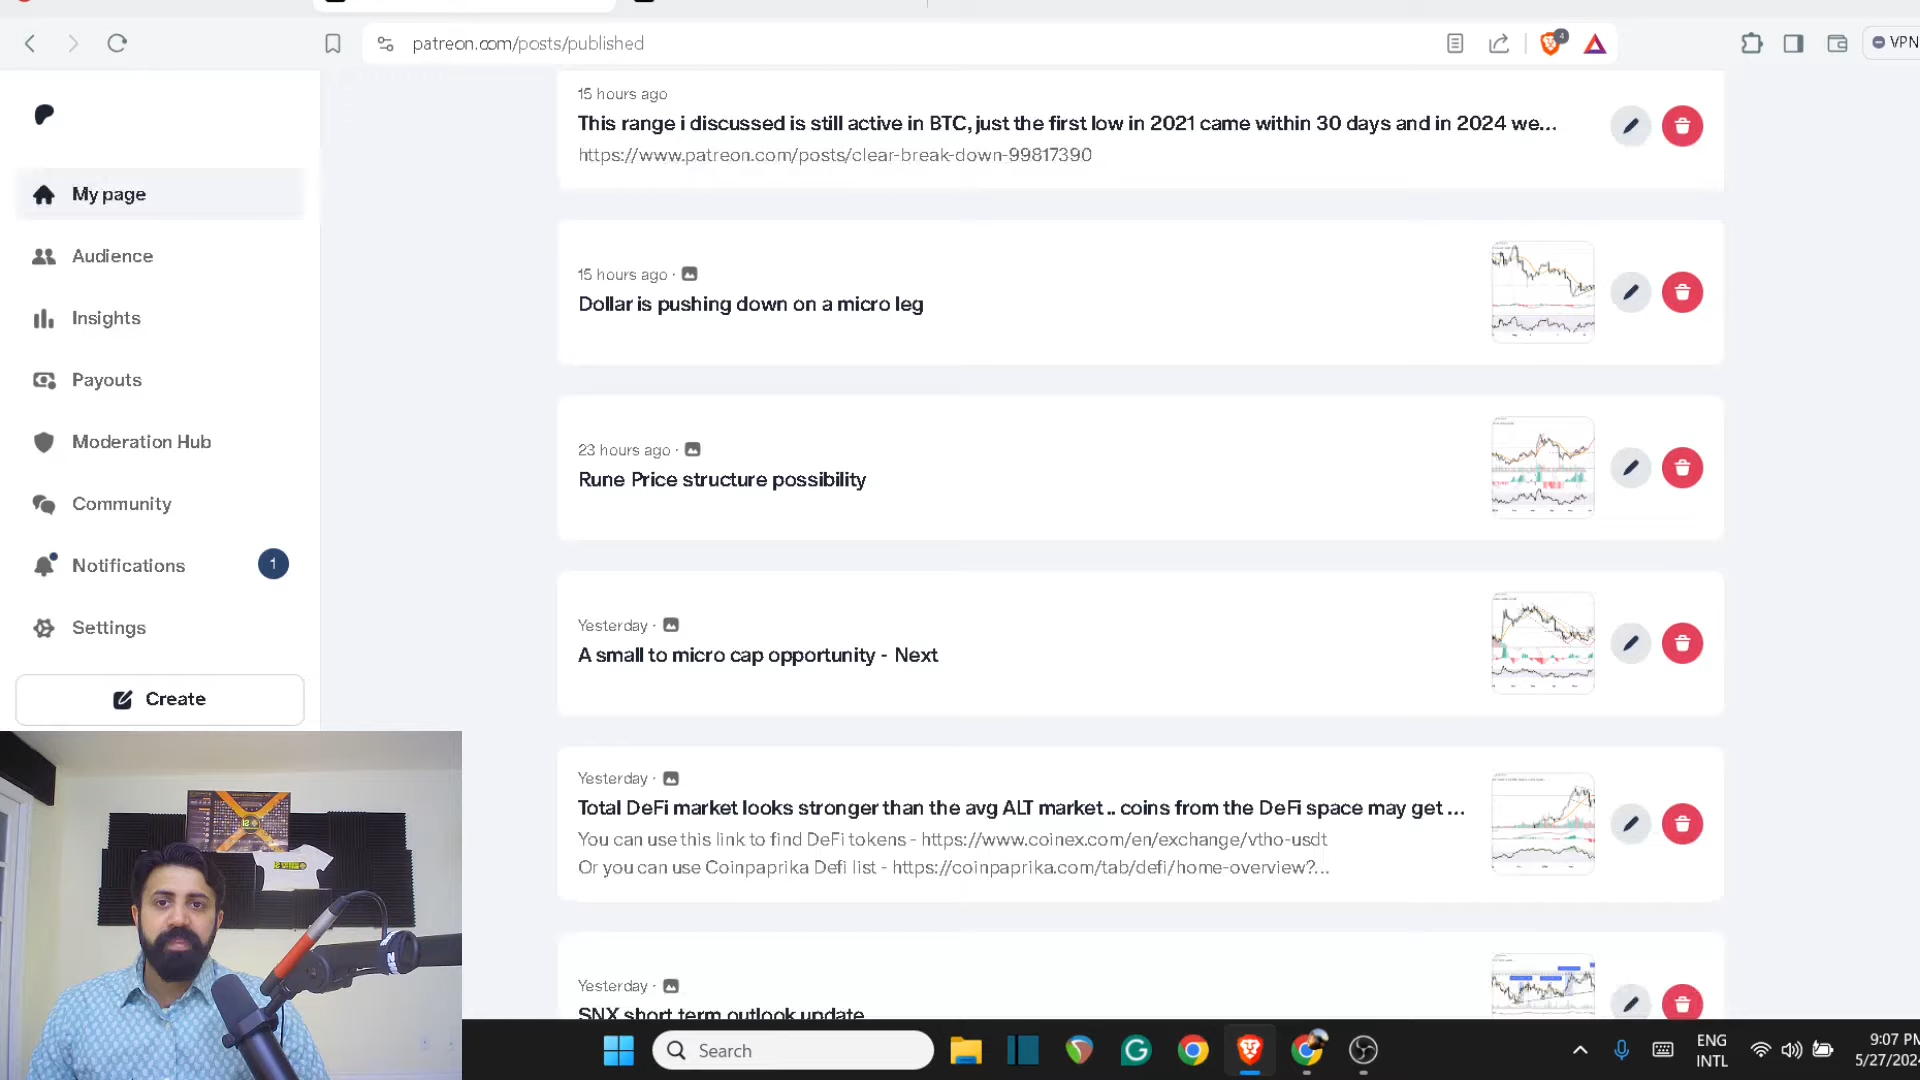 patreon.com/posts/published
4
VPN
15 hours ago
This range i discussed is still active in BTC, just the first low in 2021 came within 30 days and in 2024 we...
https://www.patreon.com/posts/clear-break-down-99817390
My page
Audience
Insights
Payouts
Moderation Hub
Community
Notifications
1
Settings
Create
15 hours ago ·
Dollar is pushing down on a micro leg
23 hours ago ·
Rune Price structure possibility
Yesterday ·
A small to micro cap opportunity - Next
Yesterday ·
Total DeFi market looks stronger than the avg ALT market.. coins from the DeFi space may get ...
You can use this link to find DeFi tokens - https://www.coinex.com/en/exchange/vtho-usdt
Or you can use Coinpaprika Defi list - https://coinpaprika.com/tab/defi/home-overview?...
Yesterday ·
SNX short term outlook update
Search
ENG
INTL
9:07 PM
5/27/202